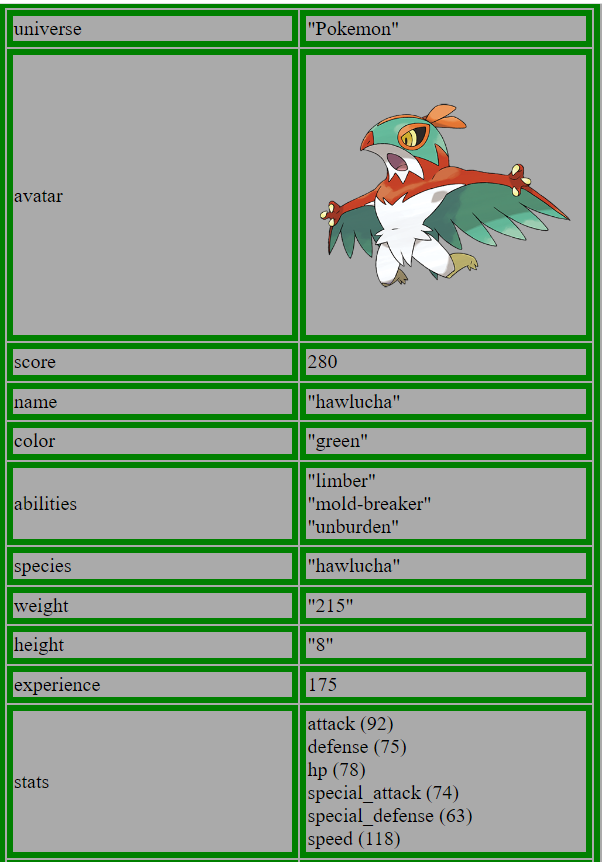 universe "Pokemon"
avatar
score 280
name "hawlucha"
color "green"
abilities "limber"
"mold-breaker"
"unburden"
species "hawlucha"
weight "215"
height "8"
experience 175
stats attack (92)
defense (75)
hp (78)
special_attack (74)
special_defense (63)
speed (118)